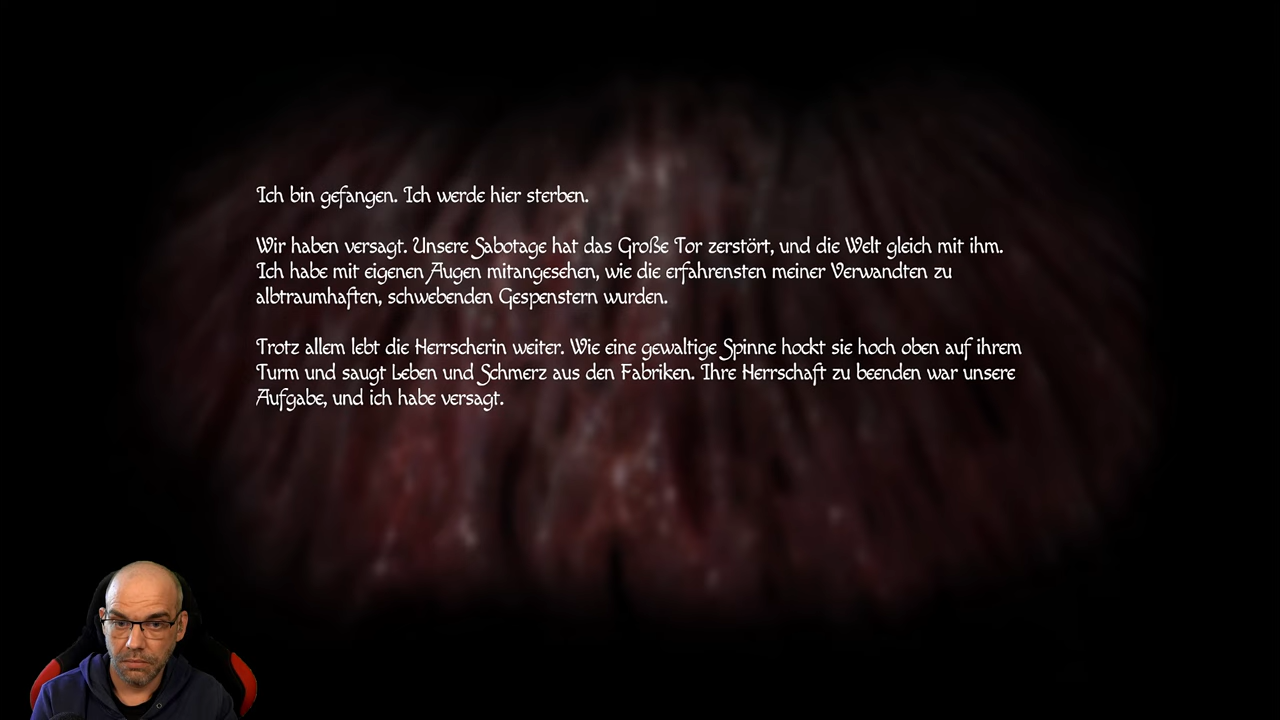 Ich bin gefangen. Ich werde hier sterben.
Wir haben versagt. Unsere Sabotage hat das Große Tor zerstört, und die Welt gleich mit ihm.
Ich habe mit eigenen Augen mitangesehen, wie die erfahrensten meiner Verwandten zu
albtraumhaften, schwebenden Gespenstern wurden.
Trotz allem lebt die Herrscherin weiter. Wie eine gewaltige Spinne hockt sie hoch oben auf ihrem
Turm und saugt Leben und Schmerz aus den Fabriken. Ihre Herrschaft zu beenden war unsere
Aufgabe, und ich habe versagt.